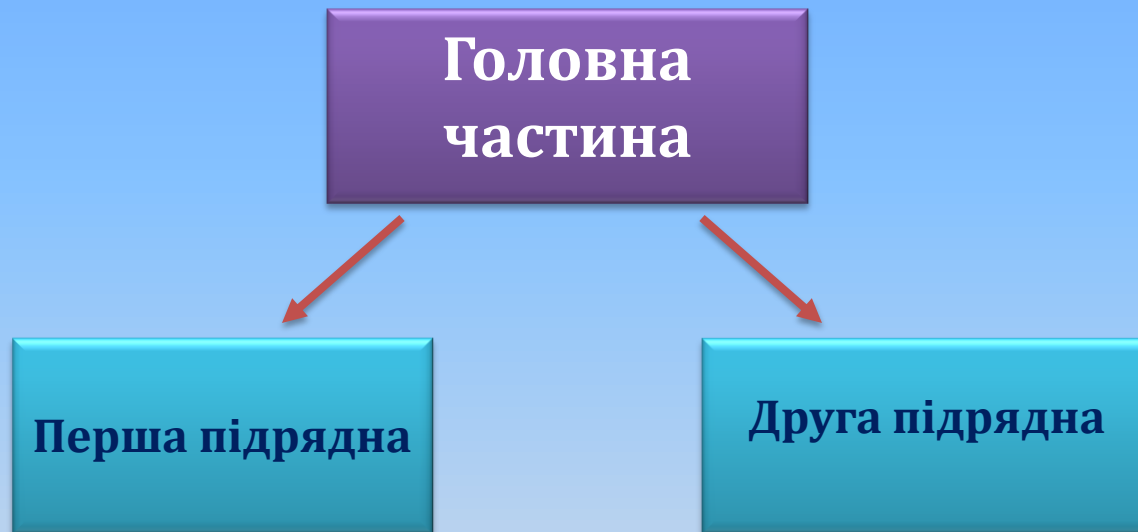 Головна
частина
Перша підрядна
Друга підрядна